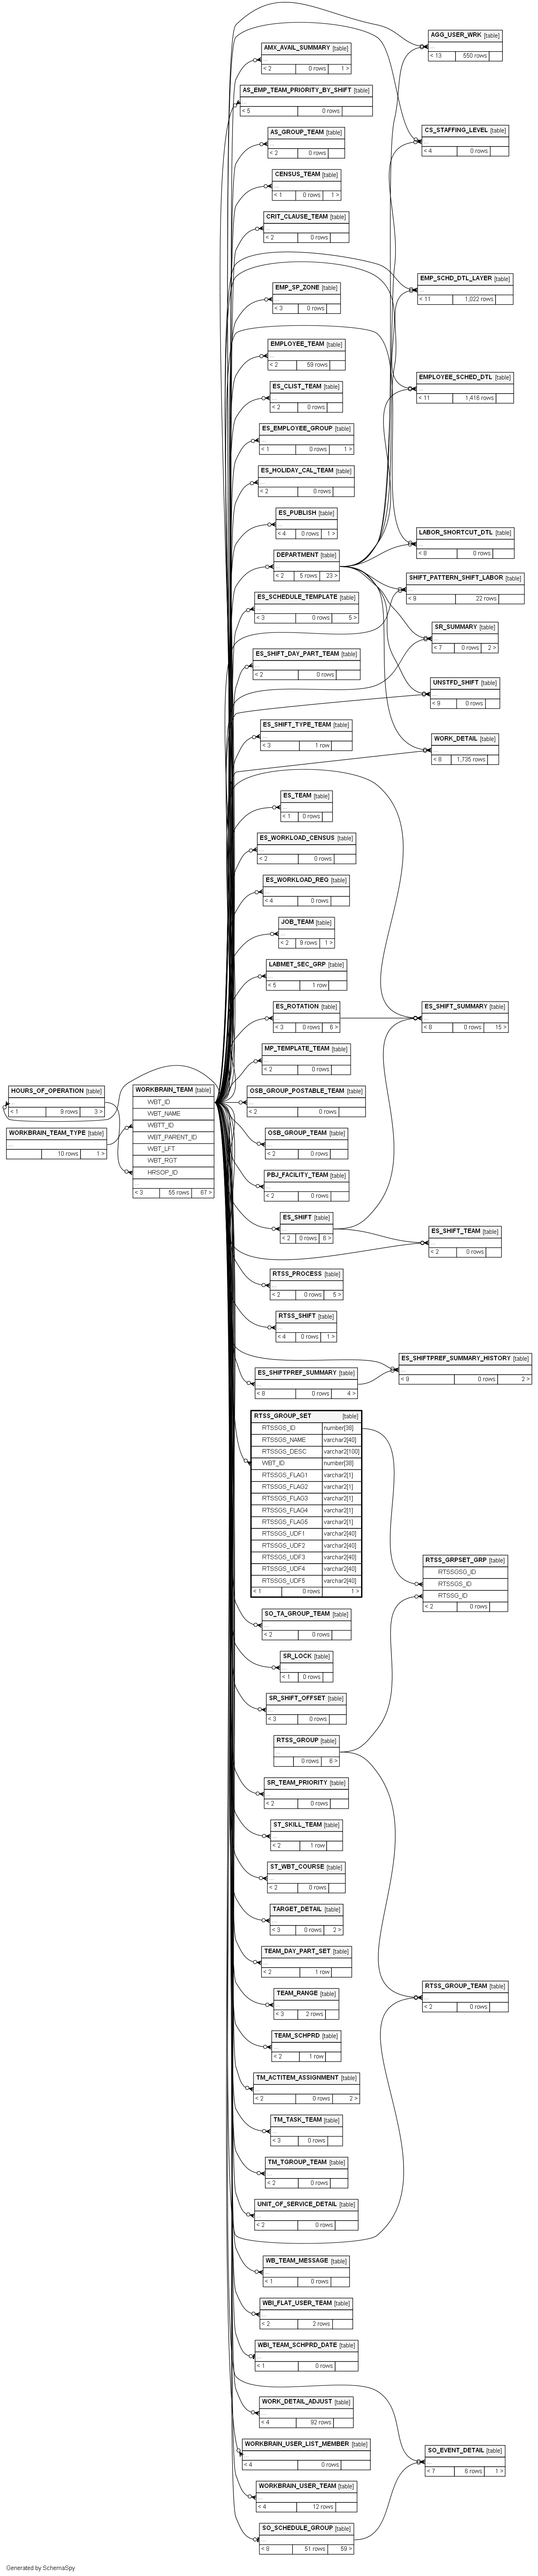 AGG_USER_WRK [table]
...
< 13 550 rows
AMX_AVAIL_SUMMARY [table]
...
< 2 0 rows 1 >
AS_EMP_TEAM_PRIORITY_BY_SHIFT [table]
...
< 5 0 rows
AS_GROUP_TEAM [table]
...
< 2 0 rows
CS_STAFFING_LEVEL [table]
...
< 4 0 rows
CENSUS_TEAM [table]
...
< 1 0 rows 1 >
CRIT_CLAUSE_TEAM [table]
...
< 2 0 rows
EMP_SCHD_DTL_LAYER [table]
...
< 11 1,022 rows
EMP_SP_ZONE [table]
...
< 3 0 rows
EMPLOYEE_TEAM [table]
...
< 2 59 rows
EMPLOYEE_SCHED_DTL [table]
...
< 11 1,416 rows
ES_CLIST_TEAM [table]
...
< 2 0 rows
ES_EMPLOYEE_GROUP [table]
...
< 1 0 rows 1 >
ES_HOLIDAY_CAL_TEAM [table]
...
< 2 0 rows
ES_PUBLISH [table]
...
< 4 0 rows 1 >
LABOR_SHORTCUT_DTL [table]
...
< 8 0 rows
DEPARTMENT [table]
...
< 2 5 rows 23 >
SHIFT_PATTERN_SHIFT_LABOR [table]
...
< 9 22 rows
ES_SCHEDULE_TEMPLATE [table]
...
< 3 0 rows 5 >
SR_SUMMARY [table]
...
< 7 0 rows 2 >
ES_SHIFT_DAY_PART_TEAM [table]
...
< 2 0 rows
UNSTFD_SHIFT [table]
...
< 9 0 rows
ES_SHIFT_TYPE_TEAM [table]
...
< 3 1 row
WORK_DETAIL [table]
...
< 8 1,735 rows
ES_TEAM [table]
...
< 1 0 rows
ES_WORKLOAD_CENSUS [table]
...
< 2 0 rows
ES_WORKLOAD_REQ [table]
...
< 4 0 rows
JOB_TEAM [table]
...
< 2 9 rows 1 >
LABMET_SEC_GRP [table]
...
< 5 1 row
ES_ROTATION [table]
...
< 3 0 rows 6 >
ES_SHIFT_SUMMARY [table]
...
< 6 0 rows 15 >
MP_TEMPLATE_TEAM [table]
...
< 2 0 rows
HOURS_OF_OPERATION [table]
...
< 1 9 rows 3 >
WORKBRAIN_TEAM_TYPE [table]
...
10 rows 1 >
WORKBRAIN_TEAM [table]
WBT_ID
WBT_NAME
WBTT_ID
WBT_PARENT_ID
WBT_LFT
WBT_RGT
HRSOP_ID
...
< 3 55 rows 67 >
OSB_GROUP_POSTABLE_TEAM [table]
...
< 2 0 rows
OSB_GROUP_TEAM [table]
...
< 2 0 rows
PBJ_FACILITY_TEAM [table]
...
< 2 0 rows
ES_SHIFT [table]
...
< 2 0 rows 6 >
ES_SHIFT_TEAM [table]
...
< 2 0 rows
RTSS_PROCESS [table]
...
< 2 0 rows 5 >
RTSS_SHIFT [table]
...
< 4 0 rows 1 >
ES_SHIFTPREF_SUMMARY_HISTORY [table]
...
< 9 0 rows 2 >
ES_SHIFTPREF_SUMMARY [table]
...
< 8 0 rows 4 >
RTSS_GROUP_SET [table]
RTSSGS_ID number[38]
RTSSGS_NAME varchar2[40]
RTSSGS_DESC varchar2[100]
WBT_ID number[38]
RTSSGS_FLAG1 varchar2[1]
RTSSGS_FLAG2 varchar2[1]
RTSSGS_FLAG3 varchar2[1]
RTSSGS_FLAG4 varchar2[1]
RTSSGS_FLAG5 varchar2[1]
RTSSGS_UDF1 varchar2[40]
RTSSGS_UDF2 varchar2[40]
RTSSGS_UDF3 varchar2[40]
RTSSGS_UDF4 varchar2[40]
RTSSGS_UDF5 varchar2[40]
< 1 0 rows 1 >
RTSS_GRPSET_GRP [table]
RTSSGSG_ID
RTSSGS_ID
RTSSG_ID
< 2 0 rows
SO_TA_GROUP_TEAM [table]
...
< 2 0 rows
SR_LOCK [table]
...
< 1 0 rows
SR_SHIFT_OFFSET [table]
...
< 3 0 rows
RTSS_GROUP [table]
...
0 rows 6 >
SR_TEAM_PRIORITY [table]
...
< 2 0 rows
ST_SKILL_TEAM [table]
...
< 2 1 row
ST_WBT_COURSE [table]
...
< 2 0 rows
TARGET_DETAIL [table]
...
< 3 0 rows 2 >
TEAM_DAY_PART_SET [table]
...
< 2 1 row
RTSS_GROUP_TEAM [table]
...
< 2 0 rows
TEAM_RANGE [table]
...
< 3 2 rows
TEAM_SCHPRD [table]
...
< 2 1 row
TM_ACTITEM_ASSIGNMENT [table]
...
< 2 0 rows 2 >
TM_TASK_TEAM [table]
...
< 3 0 rows
TM_TGROUP_TEAM [table]
...
< 2 0 rows
UNIT_OF_SERVICE_DETAIL [table]
...
< 2 0 rows
WB_TEAM_MESSAGE [table]
...
< 1 0 rows
WBI_FLAT_USER_TEAM [table]
...
< 2 2 rows
WBI_TEAM_SCHPRD_DATE [table]
...
< 1 0 rows
WORK_DETAIL_ADJUST [table]
...
< 4 92 rows
WORKBRAIN_USER_LIST_MEMBER [table]
...
< 4 0 rows
SO_EVENT_DETAIL [table]
...
< 7 6 rows 1 >
WORKBRAIN_USER_TEAM [table]
...
< 4 12 rows
SO_SCHEDULE_GROUP [table]
...
< 8 51 rows 59 >
Generated by SchemaSpy